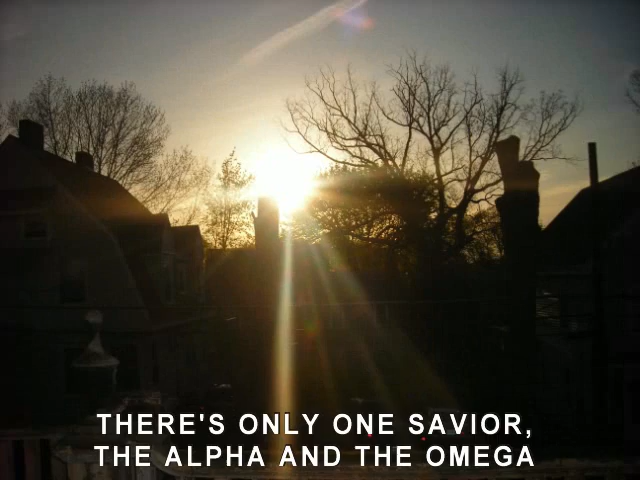 THERE'S ONLY ONE SAVIOR,
THE ALPHA AND THE OMEGA